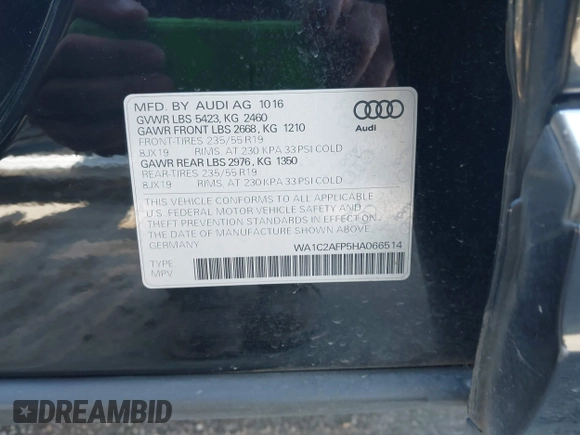 MFD. BY AUDI AG 10 16
GVWR LBS 5423, KG 2460
GAWR FRONT LBS 2668, KG 1210
FRONT-TIRES 235/55 R19
8JX19 RIMS. AT 230 KPA 33 PSI COLD
GAWR REAR LBS 2976, KG 1350
REAR-TIRES 235/55 R19
8JX19 RIMS. AT 230 KPA 33 PSI COLD
Audi
THIS VEHICLE CONFORMS TO ALL APPLICABLE
U.S. FEDERAL MOTOR VEHICLE SAFETY AND
THEFT PREVENTION STANDARDS IN EFFECT ON
THE DATE OF MANUFACTURE SHOWN ABOVE.
GERMANY WA1C2AFP5HA066514
TYPE
MPV
DREAMBID